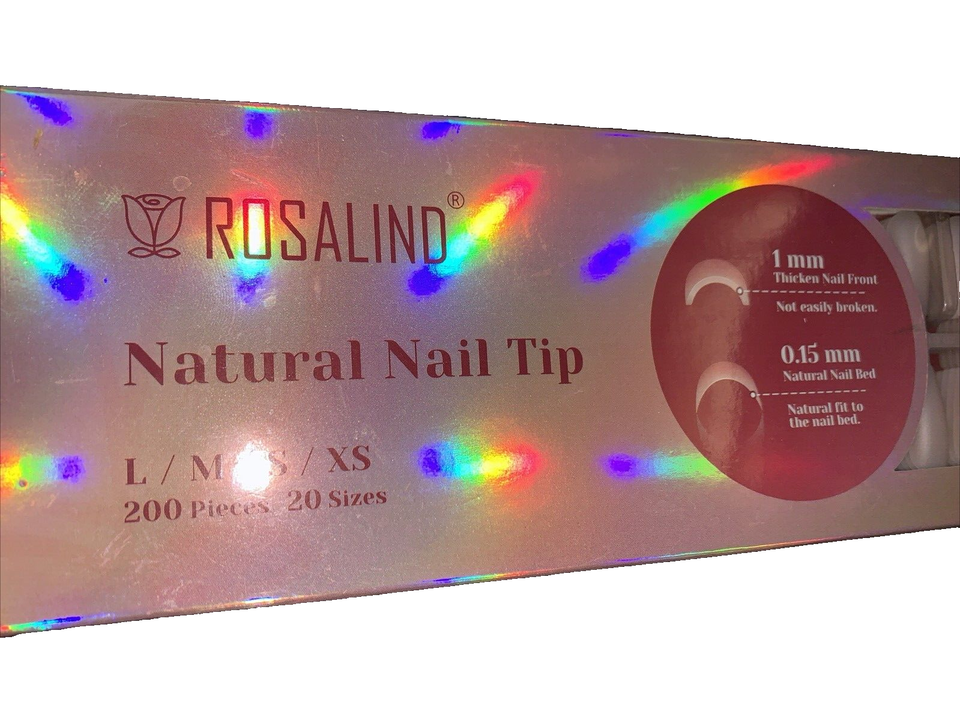 ROSALIND®
Natural Nail Tip
L / M / S / XS
200 Pieces 20 Sizes
1 mm
Thicken Nail Front
Not easily broken.
0.15 mm
Natural Nail Bed
Natural fit to
the nail bed.